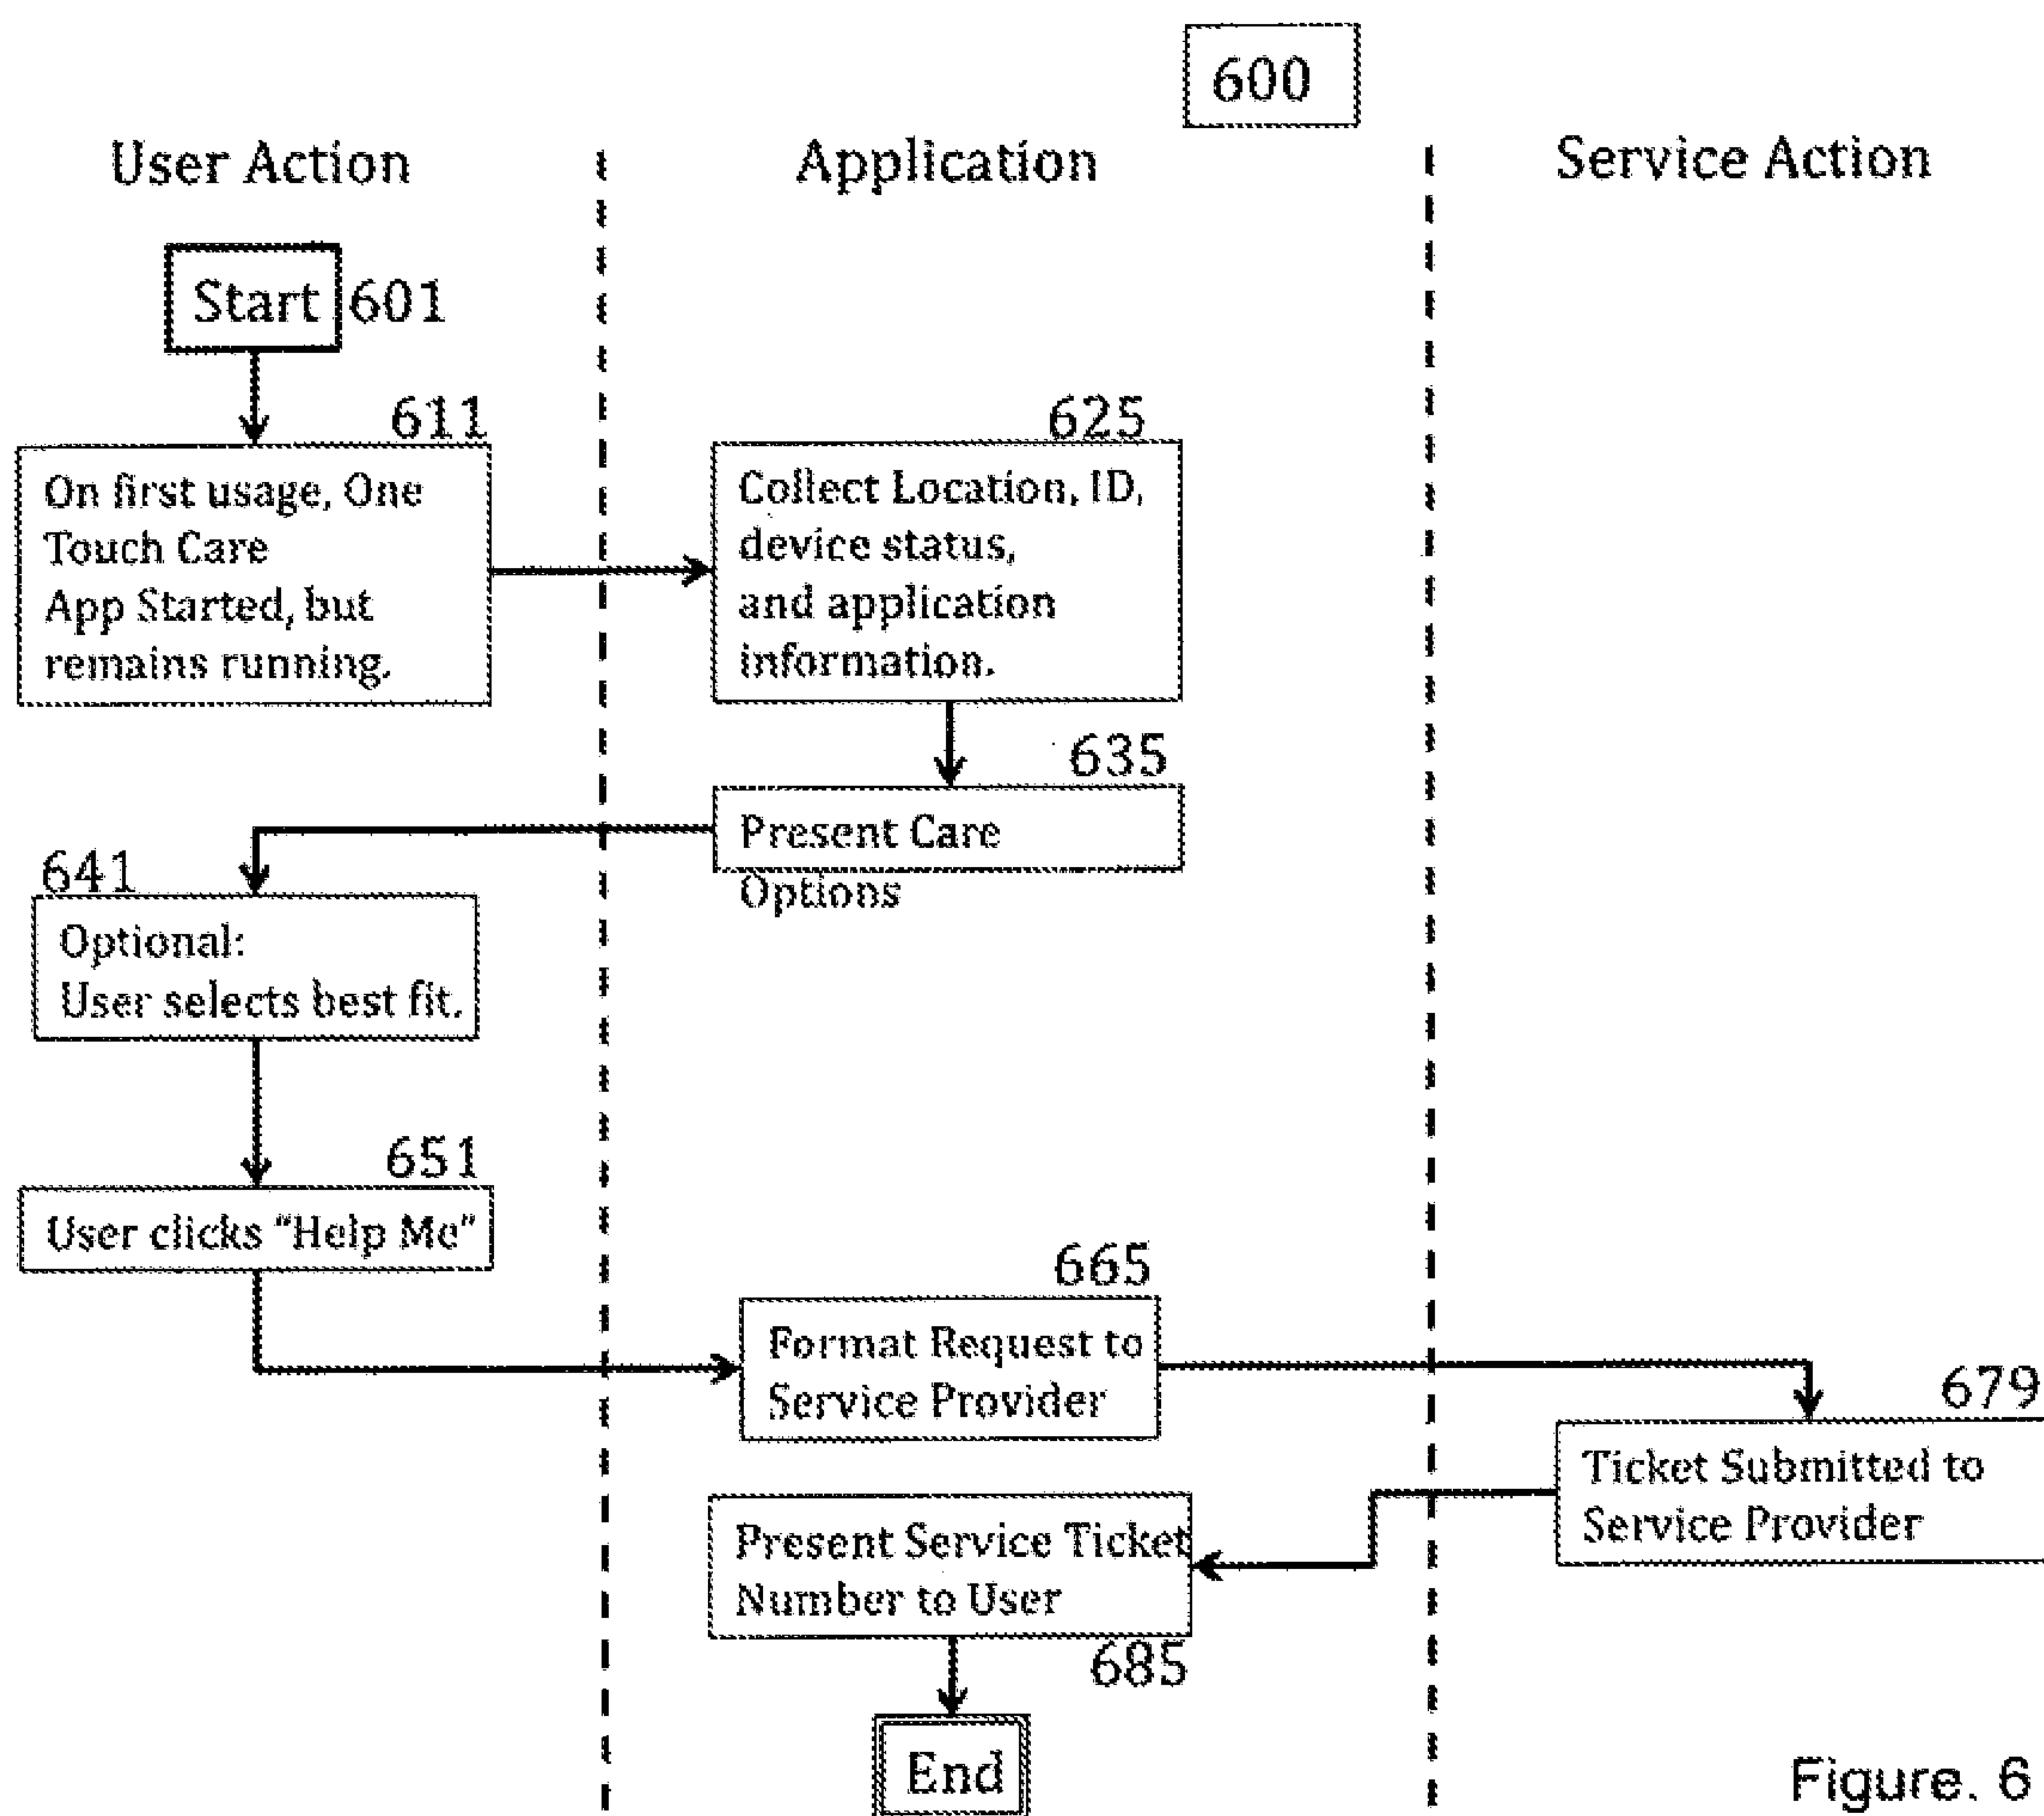 600
User Action
Application
Service Action
Start
601
611
On first usage, One
Touch Care
App Started, but
remains running.
625
Collect Location, ID,
device status,
and application
information.
635
Present Care
Options
641
Optional:
User selects best fit.
651
User clicks "Help Me"
665
Format Request to
Service Provider
679
Ticket Submitted to
Service Provider
Present Service Ticket
Number to User
685
End
Figure. 6